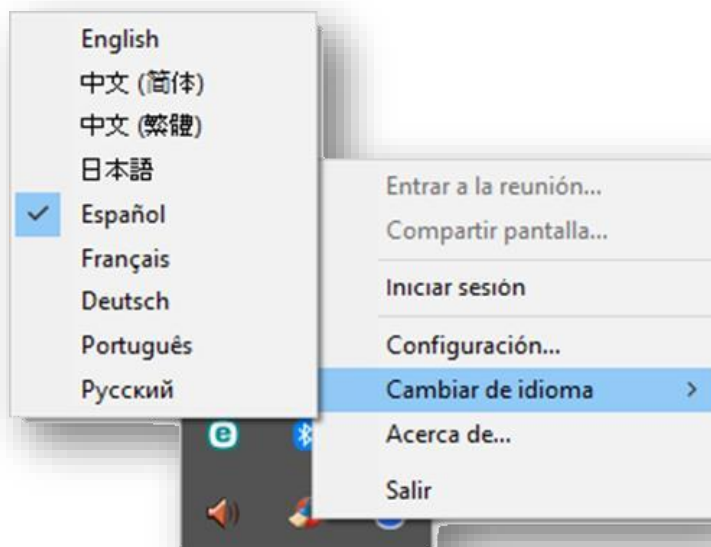 English
中文 (简体)
中文 (繁體)
日本語
Español
Français
Deutsch
Português
Русский
Entrar a la reunión...
Compartir pantalla...
Iniciar sesión
Configuración...
Cambiar de idioma
Acerca de...
Salir